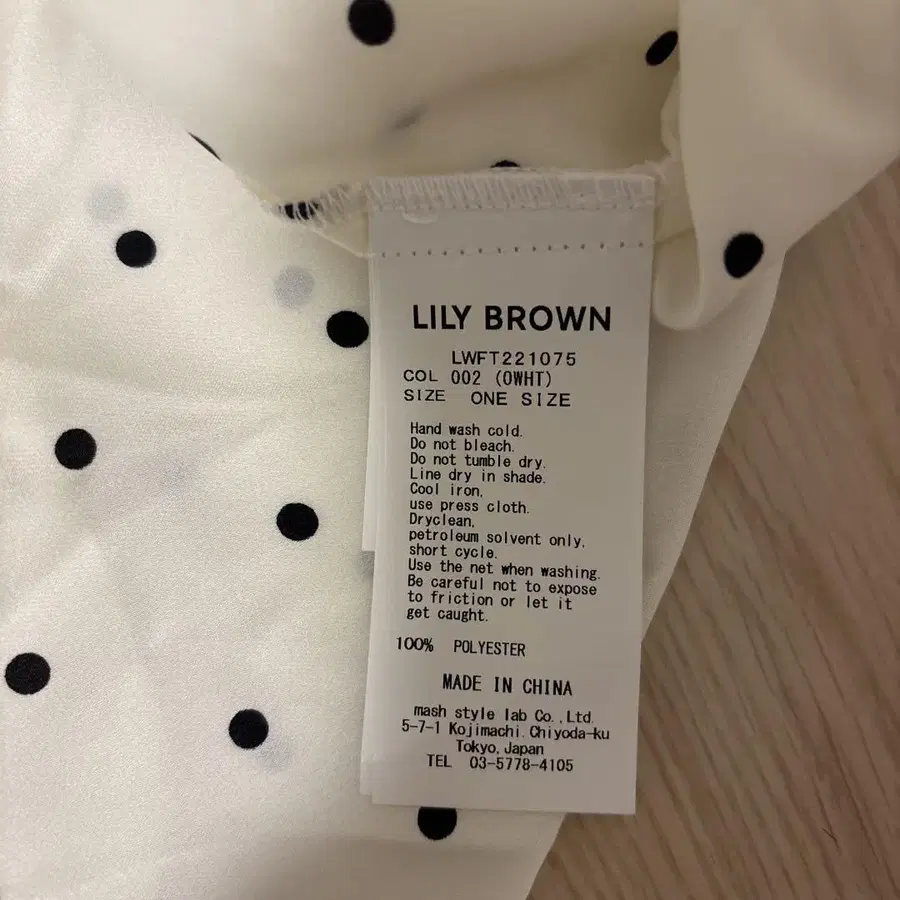 LILY BROWN
LWFT221075
COL 002 (OWHT)
SIZE ONE SIZE
Hand wash cold.
Do not bleach.
Do not tumble dry.
Line dry in shade.
Cool iron,
use press cloth.
Dryclean,
petroleum solvent only,
short cycle.
Use the net when washing.
Be careful not to expose
to friction or let it
get caught.
100% POLYESTER
MADE IN CHINA
mash style lab Co.,Ltd.
5-7-1 Kojimachi.Chiyoda-ku
Tokyo,Japan
TEL 03-5778-4105